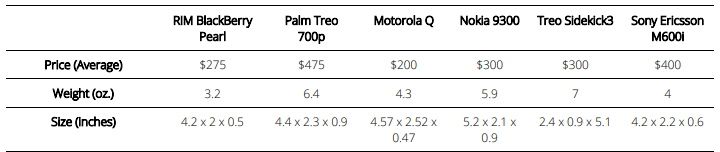 RIM BlackBerry Pearl	Palm Treo 700p	Motorola Q	Nokia 9300	Treo Sidekick3	Sony Ericsson M600i
Price (Average)	$275	$475	$200	$300	$300	$400
Weight (oz.)	3.2	6.4	4.3	5.9	7	4
Size (Inches)	4.2 x 2 x 0.5	4.4 x 2.3 x 0.9	4.57 x 2.52 x 0.47	5.2 x 2.1 x 0.9	2.4 x 0.9 x 5.1	4.2 x 2.2 x 0.6